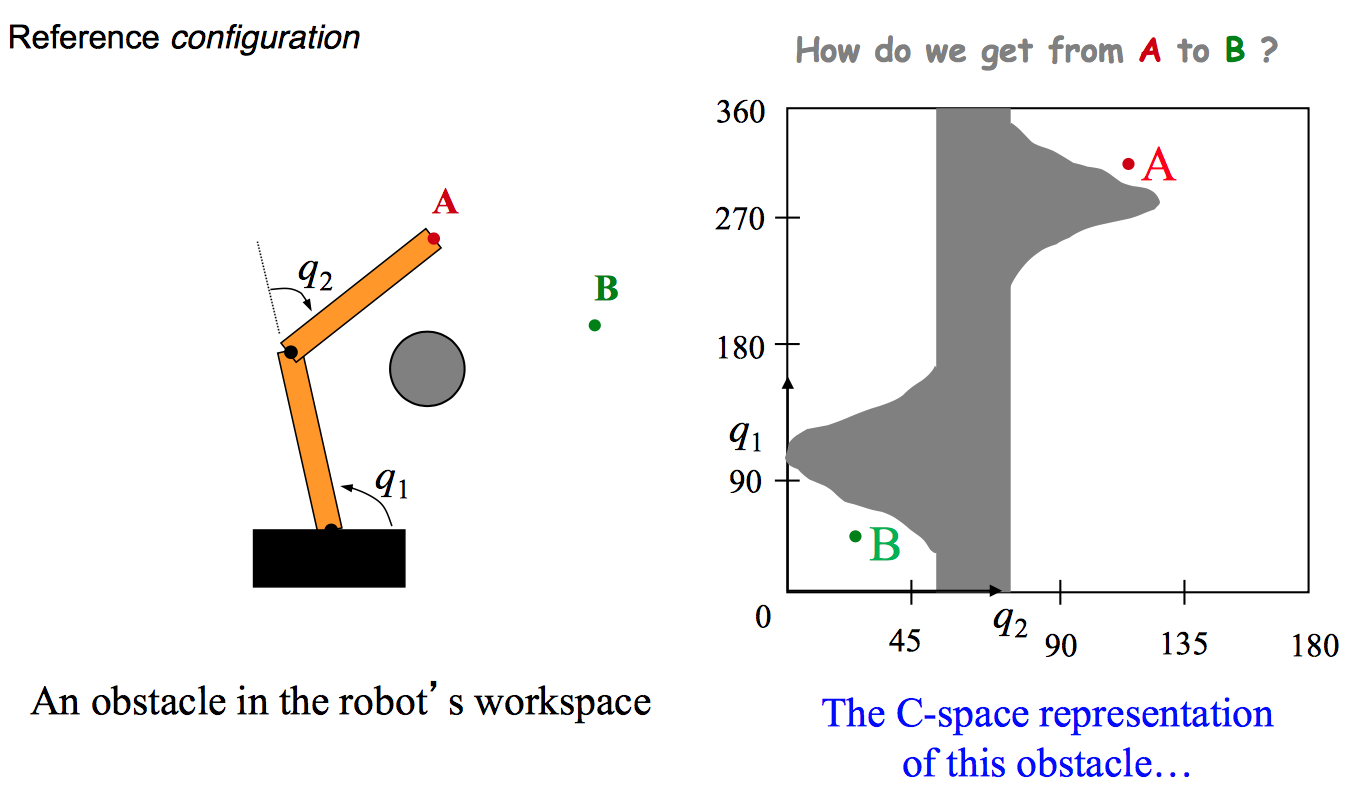 Reference configuration
How do we get from A to B ?
A
q2
B
q1
An obstacle in the robot’s workspace
360
270
180
q1
90
0
45
q2
90
135
180
A
B
The C-space representation
of this obstacle…